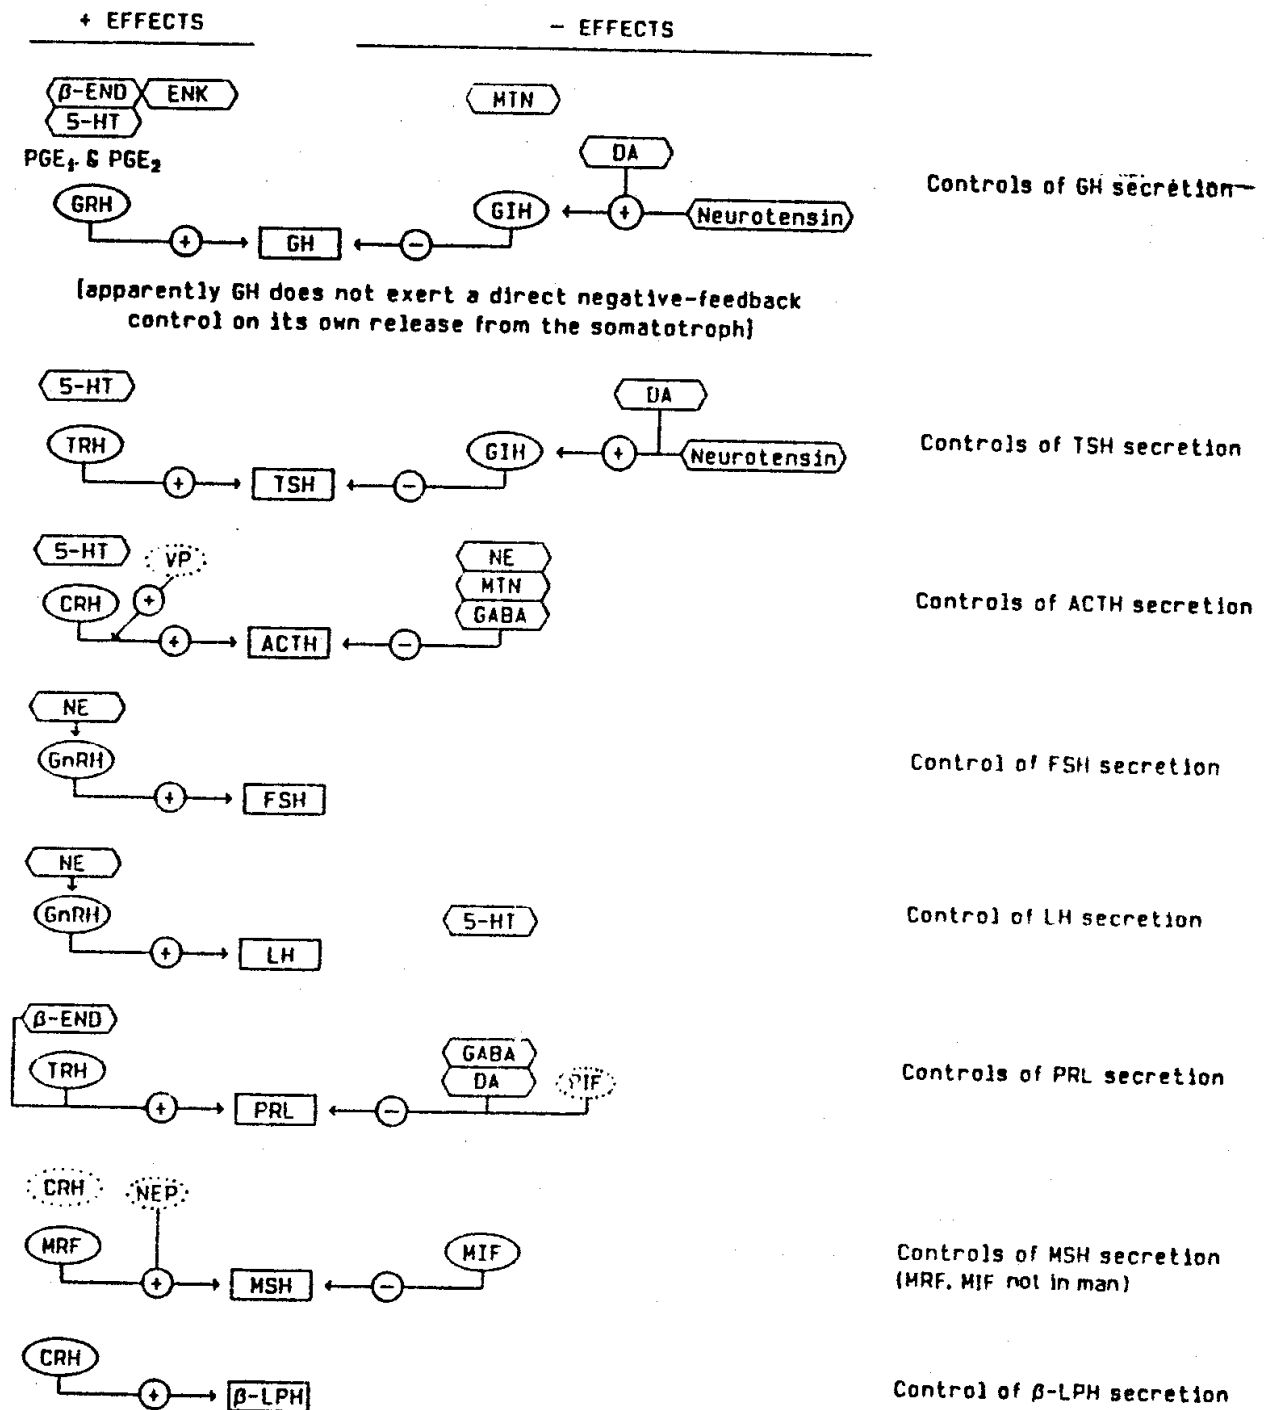 + EFFECTS
- EFFECTS
β-END ENK
5-HT
PGE₁ & PGE₂
GRH
+
GH
-
MTN
DA
GIH
+
Neurotensin
Controls of GH secretion
[apparently GH does not exert a direct negative-feedback
control on its own release from the somatotroph]
5-HT
TRH
+
TSH
-
GIH
+
DA
Neurotensin
Controls of TSH secretion
5-HT
VP
CRH
+
+
ACTH
-
NE
MTN
GABA
Controls of ACTH secretion
NE
GnRH
+
FSH
Control of FSH secretion
NE
GnRH
+
LH
5-HT
Control of LH secretion
β-END
TRH
+
PRL
-
GABA
DA
PIF
Controls of PRL secretion
CRH
NEP
MRF
+
MSH
-
MIF
Controls of MSH secretion
(MRF, MIF not in man)
CRH
+
β-LPH
Control of β-LPH secretion